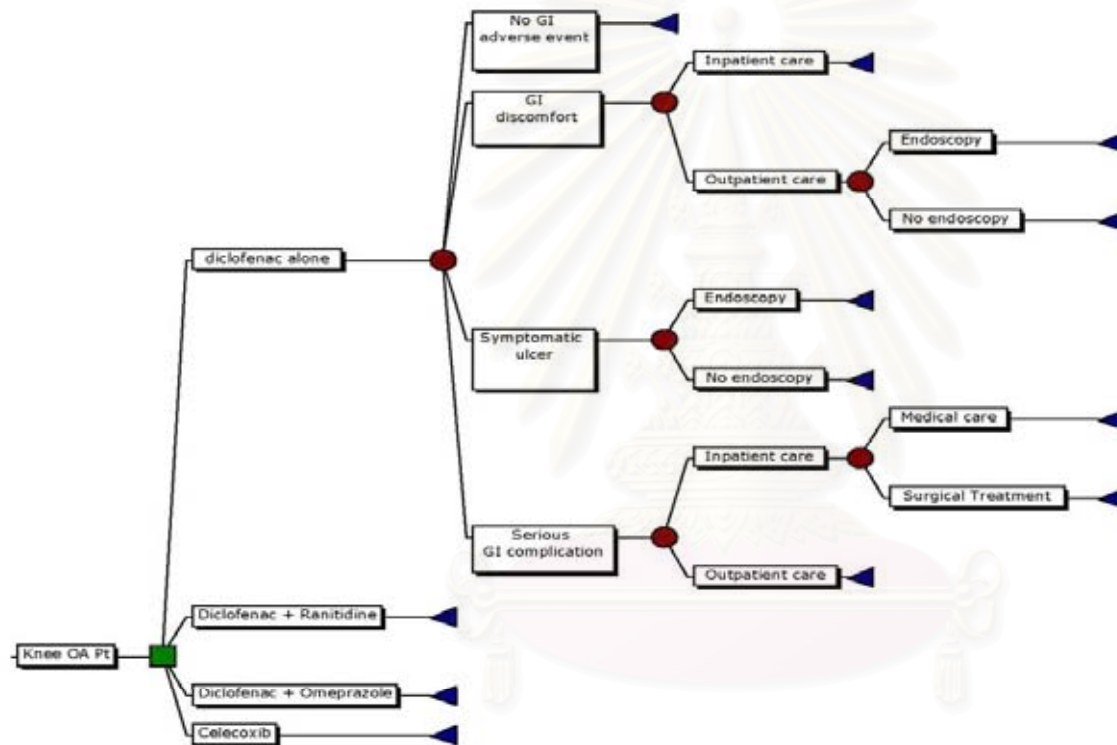 No GI
adverse event
Inpatient care
GI
discomfort
Endoscopy
Outpatient care
No endoscopy
diclofenac alone
Endoscopy
Symptomatic
ulcer
No endoscopy
Medical care
Inpatient care
Surgical Treatment
Serious
GI complication
Outpatient care
Diclofenac + Ranitidine
Knee OA Pt
Diclofenac + Omeprazole
Celecoxib